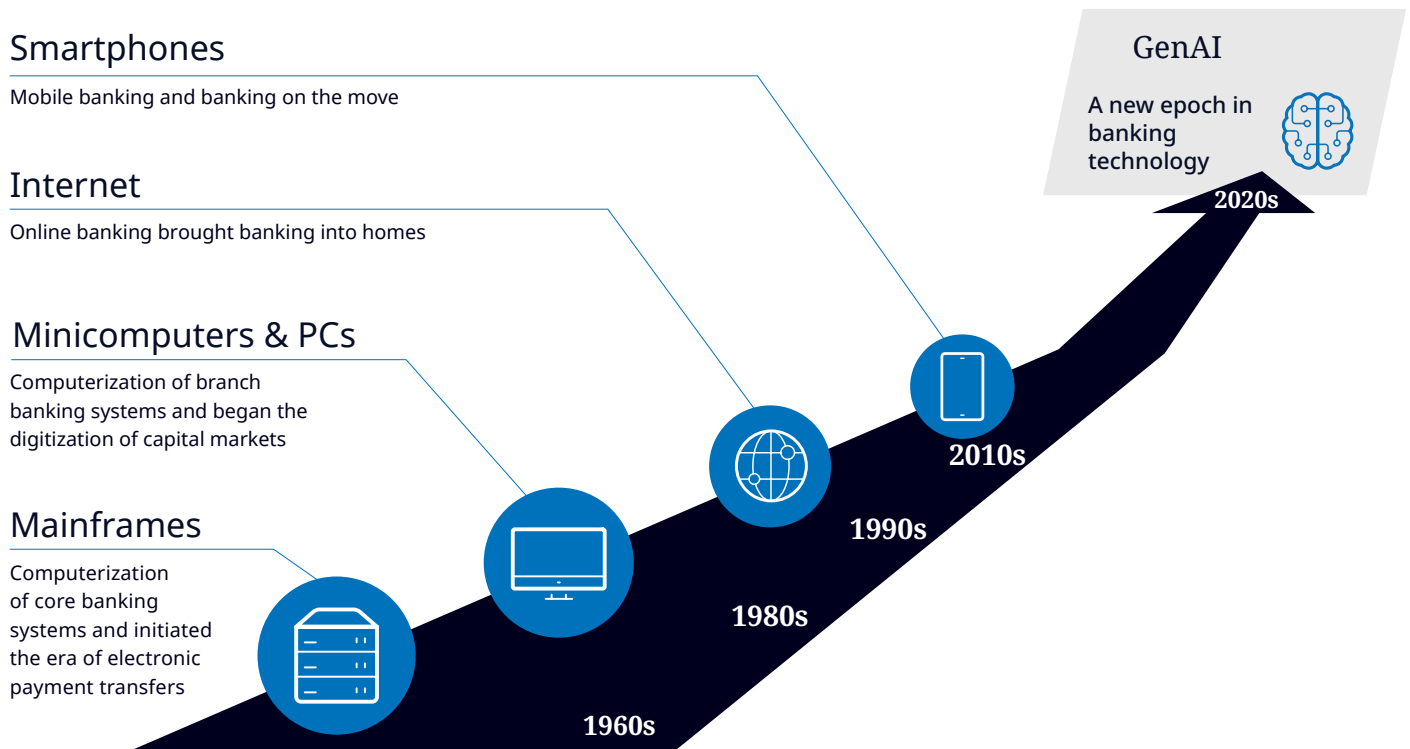 Smartphones
Mobile banking and banking on the move
Internet
Online banking brought banking into homes
Minicomputers & PCs
Computerization of branch
banking systems and began the
digitization of capital markets
Mainframes
Computerization
of core banking
systems and initiated
the era of electronic
payment transfers
GenAI
A new epoch in
banking
technology
2020s
2010s
1990s
1980s
1960s